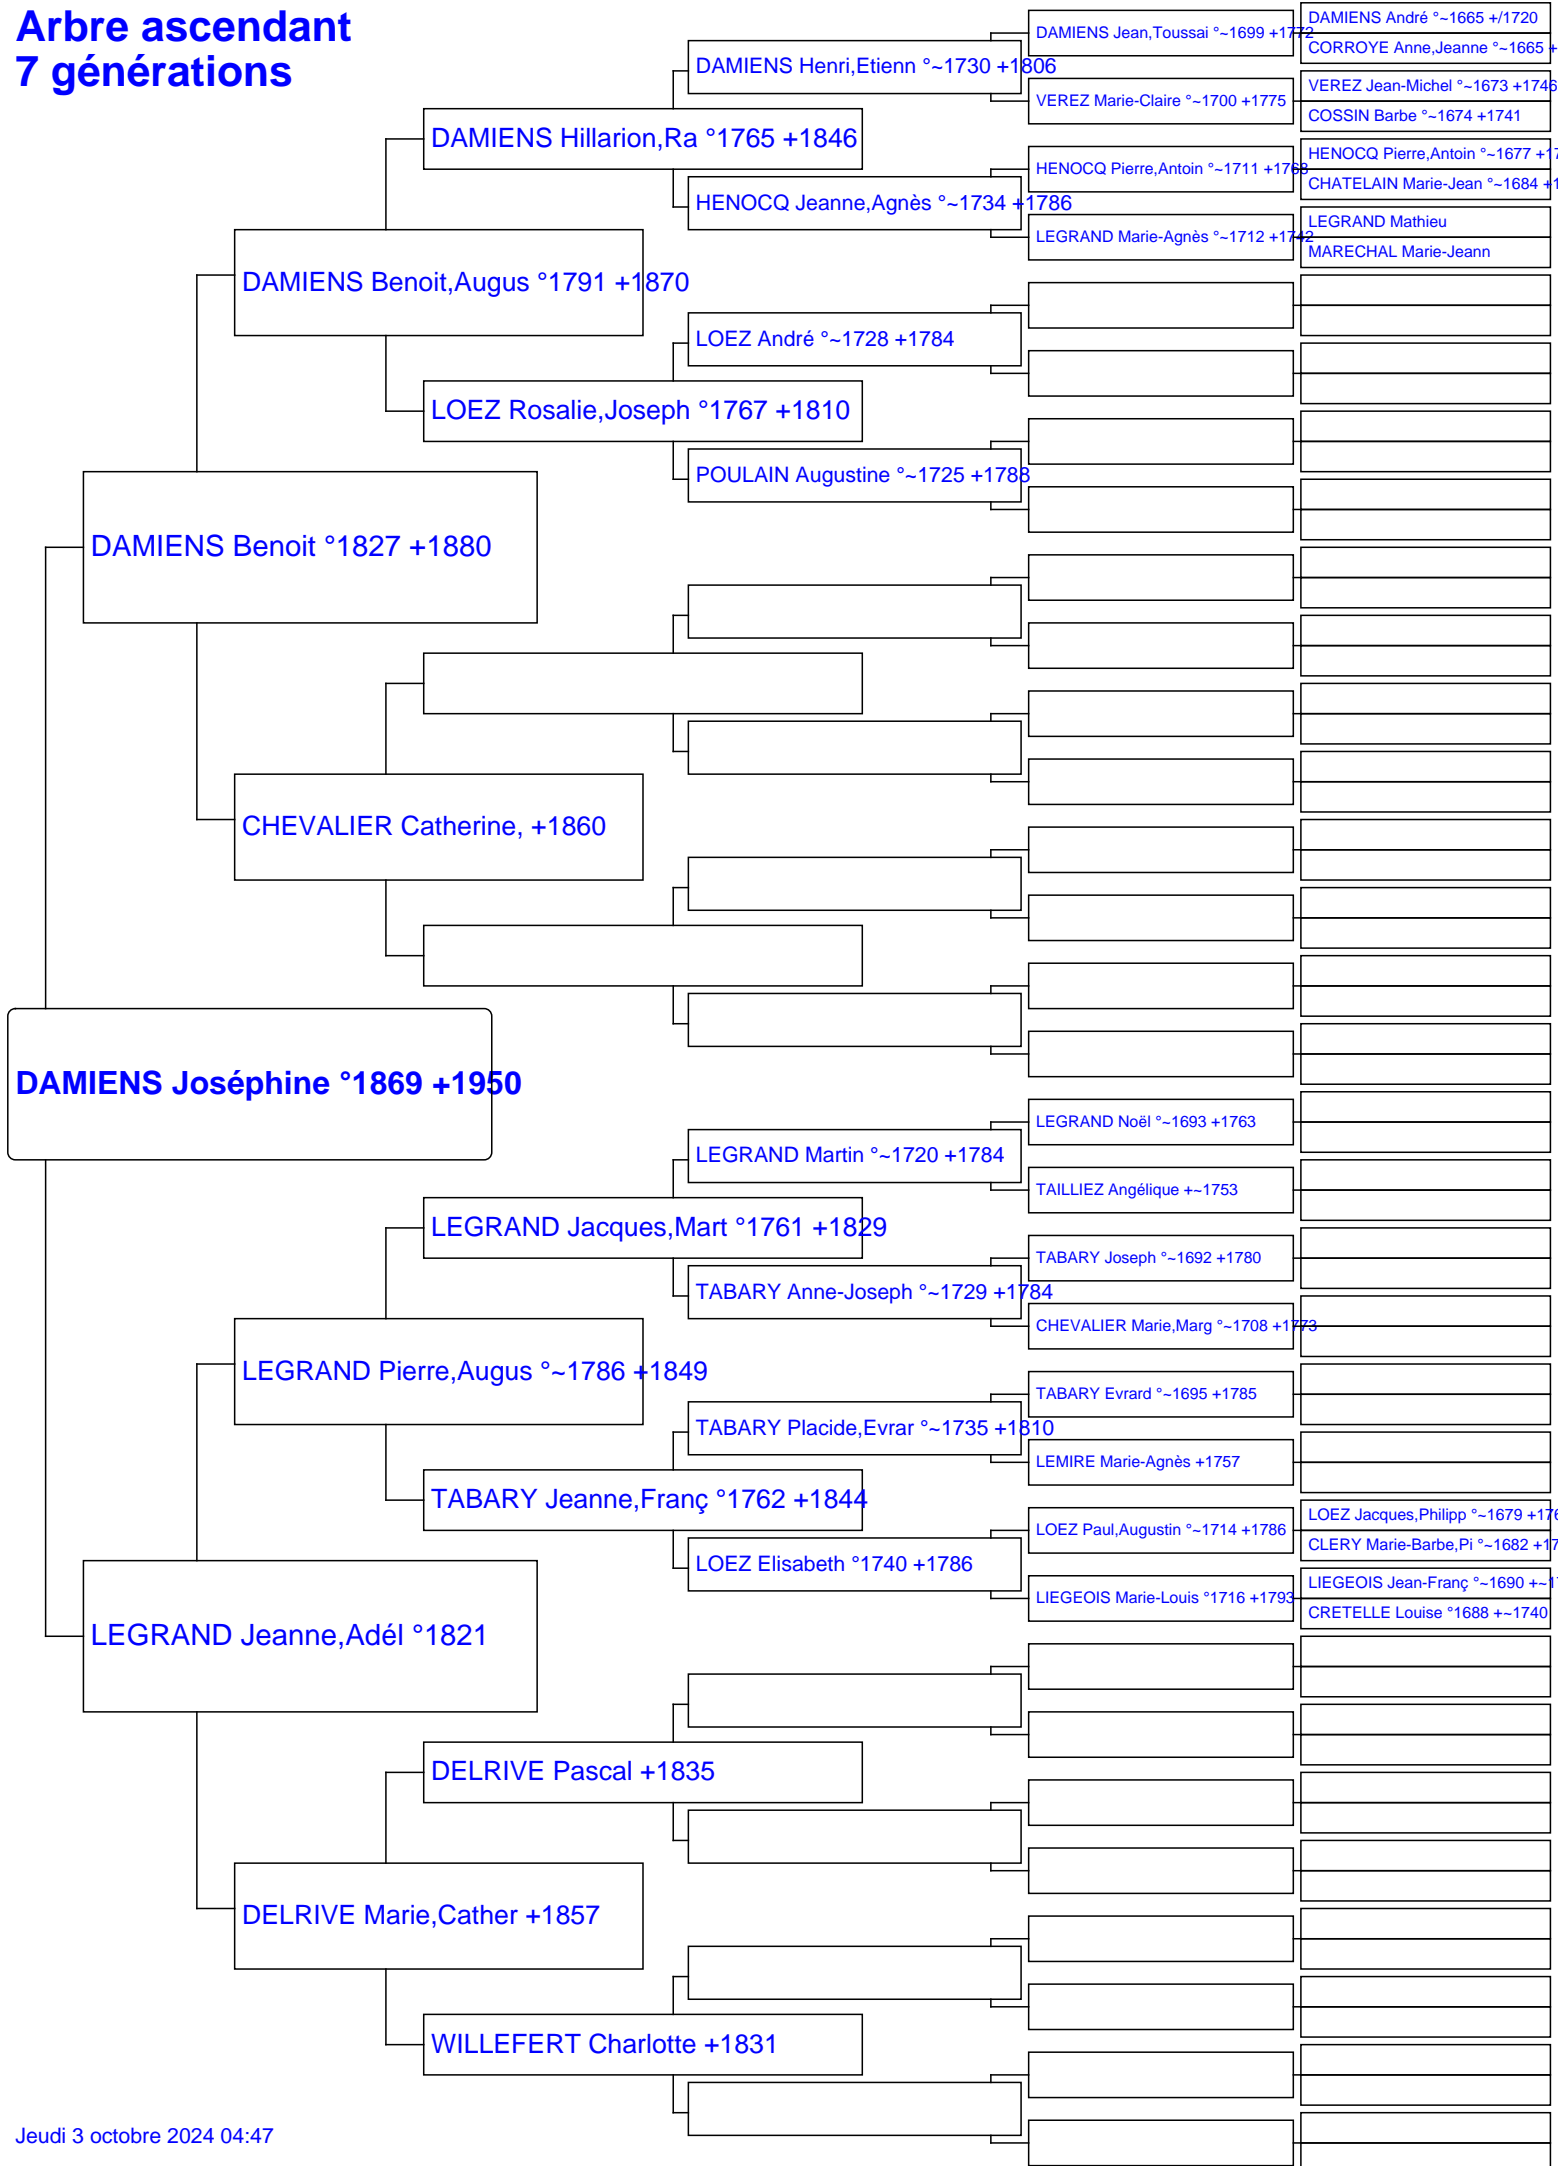 Arbre ascendant
7 générations
DAMIENS Joséphine °1869 +1950
DAMIENS Benoit °1827 +1880
LEGRAND Jeanne,Adél °1821
DAMIENS Benoit,Augus °1791 +1870
CHEVALIER Catherine, +1860
LEGRAND Pierre,Augus °~1786 +1849
DELRIVE Marie,Cather +1857
DAMIENS Hillarion,Ra °1765 +1846
LOEZ Rosalie,Joseph °1767 +1810
LEGRAND Jacques,Mart °1761 +1829
TABARY Jeanne,Franç °1762 +1844
DELRIVE Pascal +1835
WILLEFERT Charlotte +1831
DAMIENS Henri,Etienn °~1730 +1806
HENOCQ Jeanne,Agnès °~1734 +1786
LOEZ André °~1728 +1784
POULAIN Augustine °~1725 +1788
LEGRAND Martin °~1720 +1784
TABARY Anne-Joseph °~1729 +1784
TABARY Placide,Evrar °~1735 +1810
LOEZ Elisabeth °1740 +1786
DAMIENS Jean,Toussai °~1699 +1772
VEREZ Marie-Claire °~1700 +1775
HENOCQ Pierre,Antoin °~1711 +1768
LEGRAND Marie-Agnès °~1712 +1742
LEGRAND Noël °~1693 +1763
TAILLIEZ Angélique +~1753
TABARY Joseph °~1692 +1780
CHEVALIER Marie,Marg °~1708 +1773
TABARY Evrard °~1695 +1785
LEMIRE Marie-Agnès +1757
LOEZ Paul,Augustin °~1714 +1786
LIEGEOIS Marie-Louis °1716 +1793
DAMIENS André °~1665 +/1720
CORROYE Anne,Jeanne °~1665 +
VEREZ Jean-Michel °~1673 +1746
COSSIN Barbe °~1674 +1741
HENOCQ Pierre,Antoin °~1677 +17
CHATELAIN Marie-Jean °~1684 +1
LEGRAND Mathieu
MARECHAL Marie-Jeann
LOEZ Jacques,Philipp °~1679 +176
CLERY Marie-Barbe,Pi °~1682 +17
LIEGEOIS Jean-Franç °~1690 +~1
CRETELLE Louise °1688 +~1740
Jeudi 3 octobre 2024 04:47